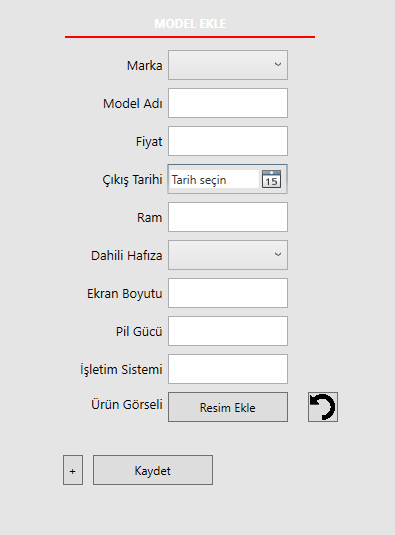 MODEL EKLE
Marka
Model Adı
Fiyat
Çıkış Tarihi Tarih seçin 15
Ram
Dahili Hafıza
Ekran Boyutu
Pil Gücü
İşletim Sistemi
Ürün Görseli Resim Ekle
+ Kaydet